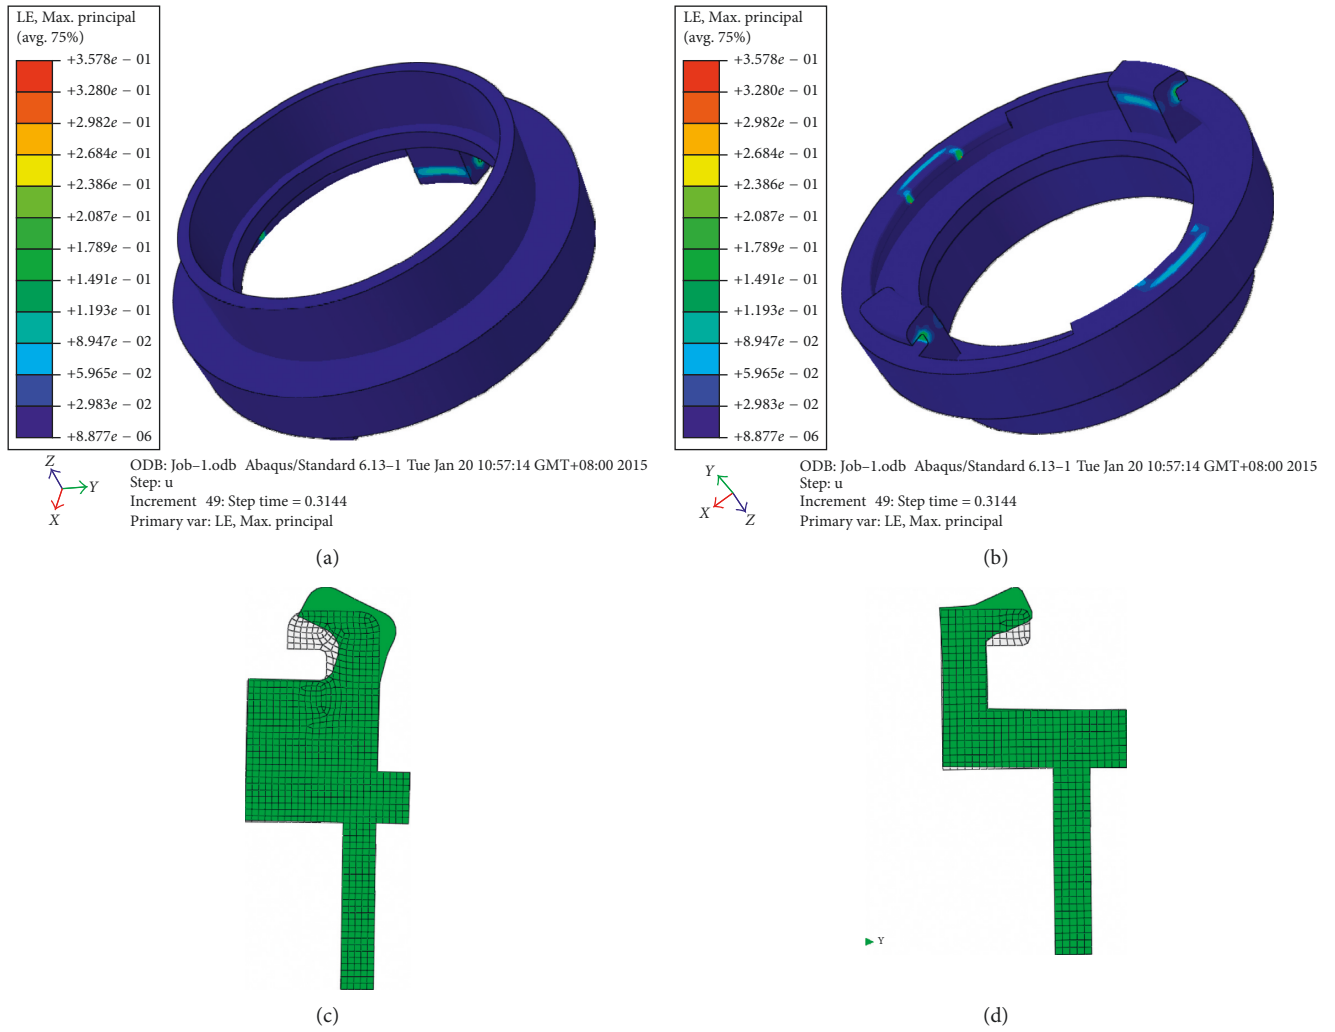 LE, Max. principal
(avg. 75%)
+3.578e − 01
+3.280e − 01
+2.982e − 01
+2.684e − 01
+2.386e − 01
+2.087e − 01
+1.789e − 01
+1.491e − 01
+1.193e − 01
+8.947e − 02
+5.965e − 02
+2.983e − 02
+8.877e − 06
Z
Y
X
ODB: Job–1.odb Abaqus/Standard 6.13–1 Tue Jan 20 10:57:14 GMT+08:00 2015
Step: u
Increment 49: Step time = 0.3144
Primary var: LE, Max. principal
(a)
LE, Max. principal
(avg. 75%)
+3.578e − 01
+3.280e − 01
+2.982e − 01
+2.684e − 01
+2.386e − 01
+2.087e − 01
+1.789e − 01
+1.491e − 01
+1.193e − 01
+8.947e − 02
+5.965e − 02
+2.983e − 02
+8.877e − 06
Y
X
Z
ODB: Job–1.odb Abaqus/Standard 6.13–1 Tue Jan 20 10:57:14 GMT+08:00 2015
Step: u
Increment 49: Step time = 0.3144
Primary var: LE, Max. principal
(b)
(c)
Y
(d)